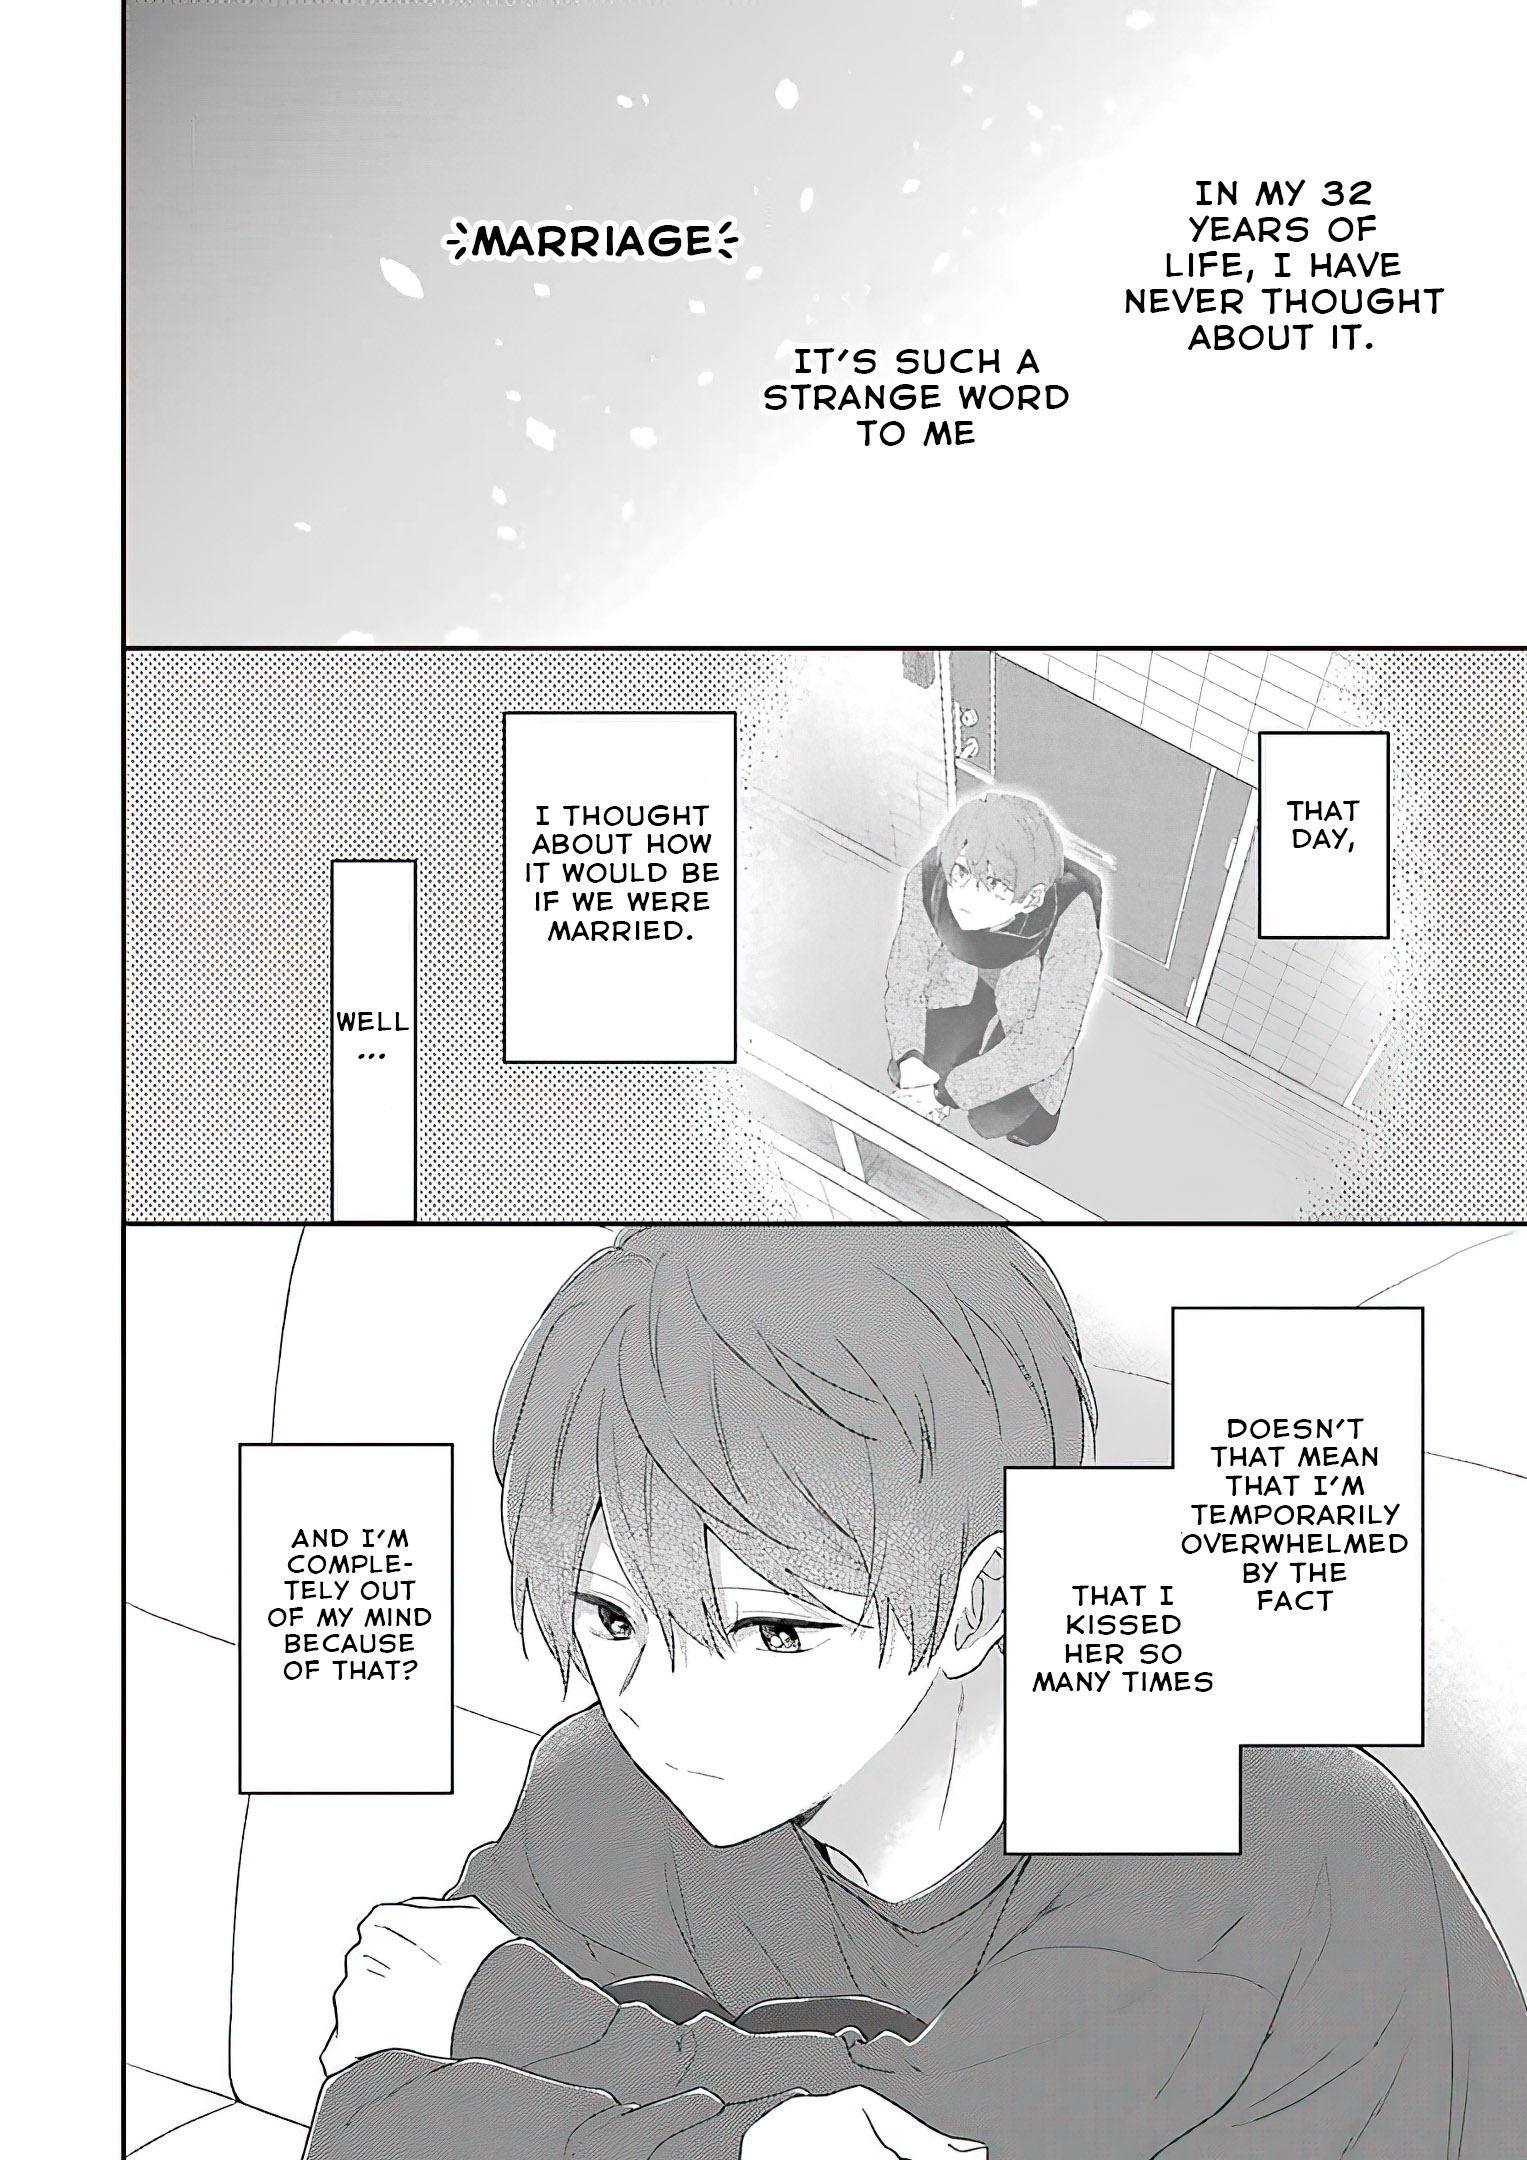 IN MY 32
YEARS OF
LIFE, I HAVE
NEVER THOUGHT
ABOUT IT.
IT'S SUCH A
STRANGE WORD
TO ME
MARRIAGE
THAT
DAY,
I THOUGHT
ABOUT HOW
IT WOULD BE
IF WE WERE
MARRIED.
WELL
...
DOESN'T
THAT MEAN
THAT I'M
TEMPORARILY
OVERWHELMED
BY THE
FACT
THAT I
KISSED
HER SO
MANY TIMES
AND I'M
COMPLE-
TELY OUT
OF MY MIND
BECAUSE
OF THAT?